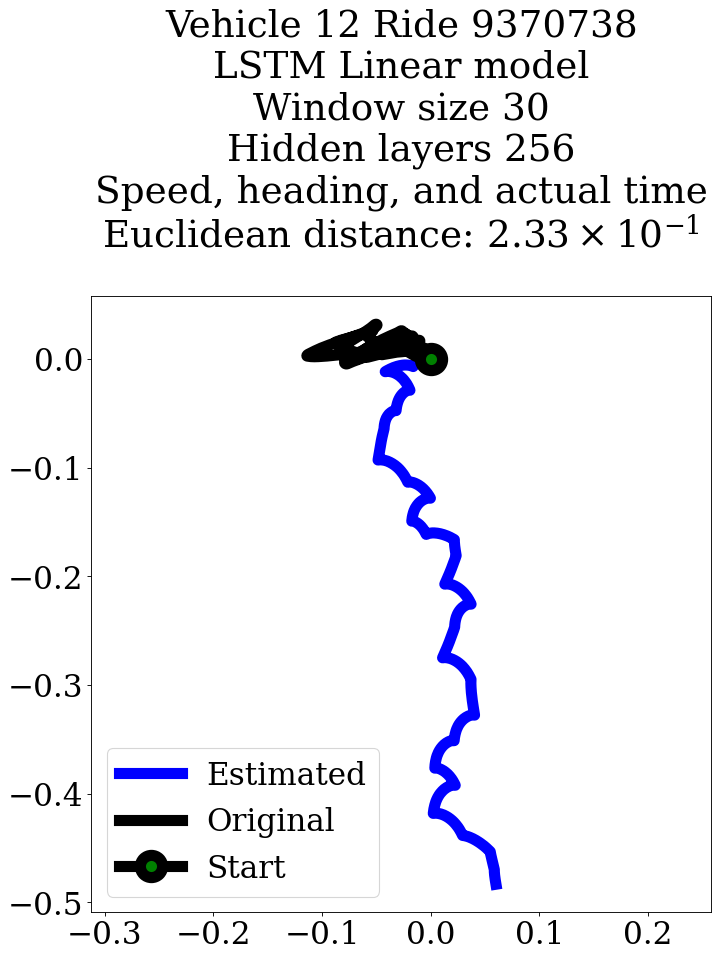 Vehicle 12 Ride 9370738
LSTM Linear model
Window size 30
Hidden layers 256
Speed, heading, and actual time
Euclidean distance: 2.33 × 10⁻¹
0.0
−0.1
−0.2
−0.3
−0.4
−0.5
Estimated
Original
Start
−0.3 −0.2 −0.1 0.0 0.1 0.2